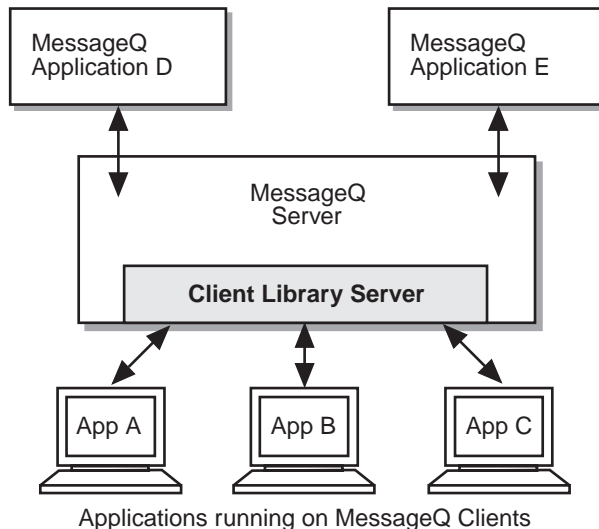 MessageQ
Application D
MessageQ
Application E
MessageQ
Server
Client Library Server
App A
App B
App C
Applications running on MessageQ Clients